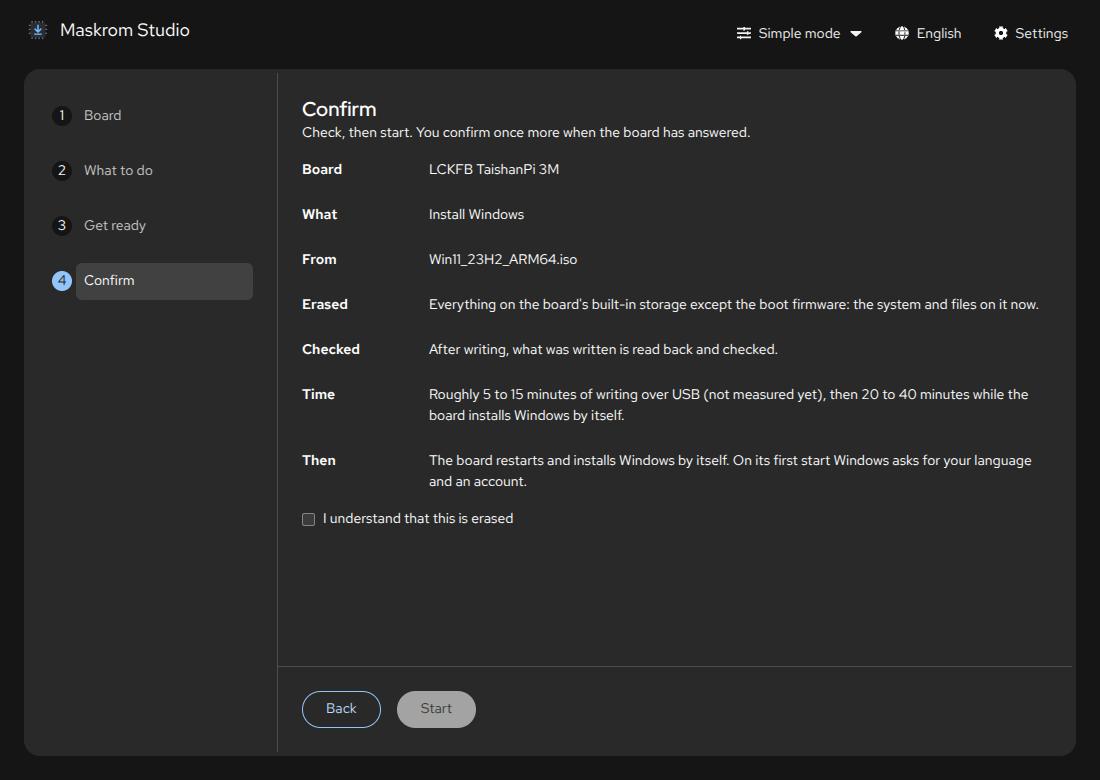 Maskrom Studio
Simple mode
English
Settings
1 Board
2 What to do
3 Get ready
4 Confirm
Confirm
Check, then start. You confirm once more when the board has answered.
Board LCKFB TaishanPi 3M
What Install Windows
From Win11_23H2_ARM64.iso
Erased Everything on the board's built-in storage except the boot firmware: the system and files on it now.
Checked After writing, what was written is read back and checked.
Time Roughly 5 to 15 minutes of writing over USB (not measured yet), then 20 to 40 minutes while the
board installs Windows by itself.
Then The board restarts and installs Windows by itself. On its first start Windows asks for your language
and an account.
I understand that this is erased
Back
Start